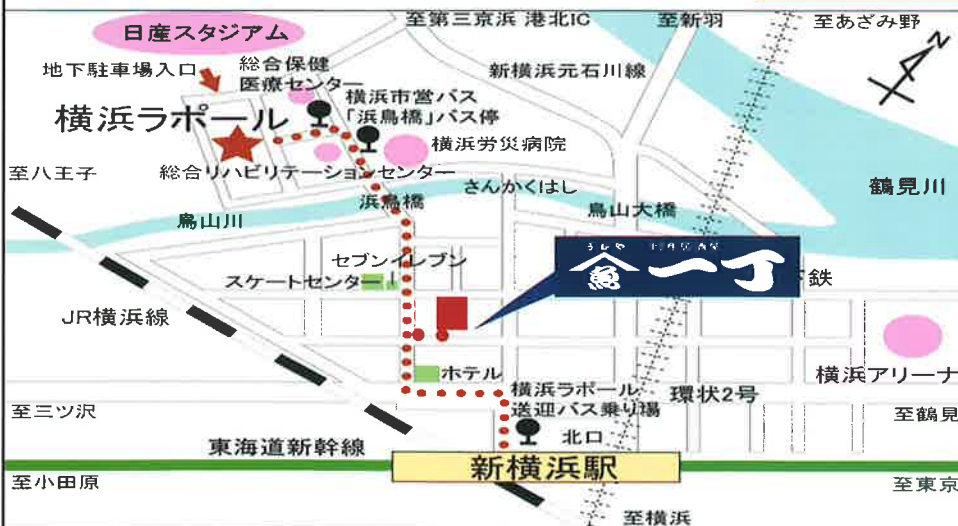 至第三京浜 港北IC
至新羽
至あざみ野
日産スタジアム
N
地下駐車場入口
総合保健
医療センター
新横浜元石川線
横浜市営バス
「浜鳥橋」バス停
横浜ラポール
横浜労災病院
至八王子
総合リハビリテーションセンター
さんかくはし
鶴見川
浜鳥橋
鳥山川
鳥山大橋
うおや
魚 一丁
セブンイレブン
スケートセンター
下鉄
JR横浜線
ホテル
横浜アリーナ
横浜ラポール
送迎バス乗り場
環状2号
至三ツ沢
至鶴見
北口
東海道新幹線
新横浜駅
至小田原
至東京
至横浜